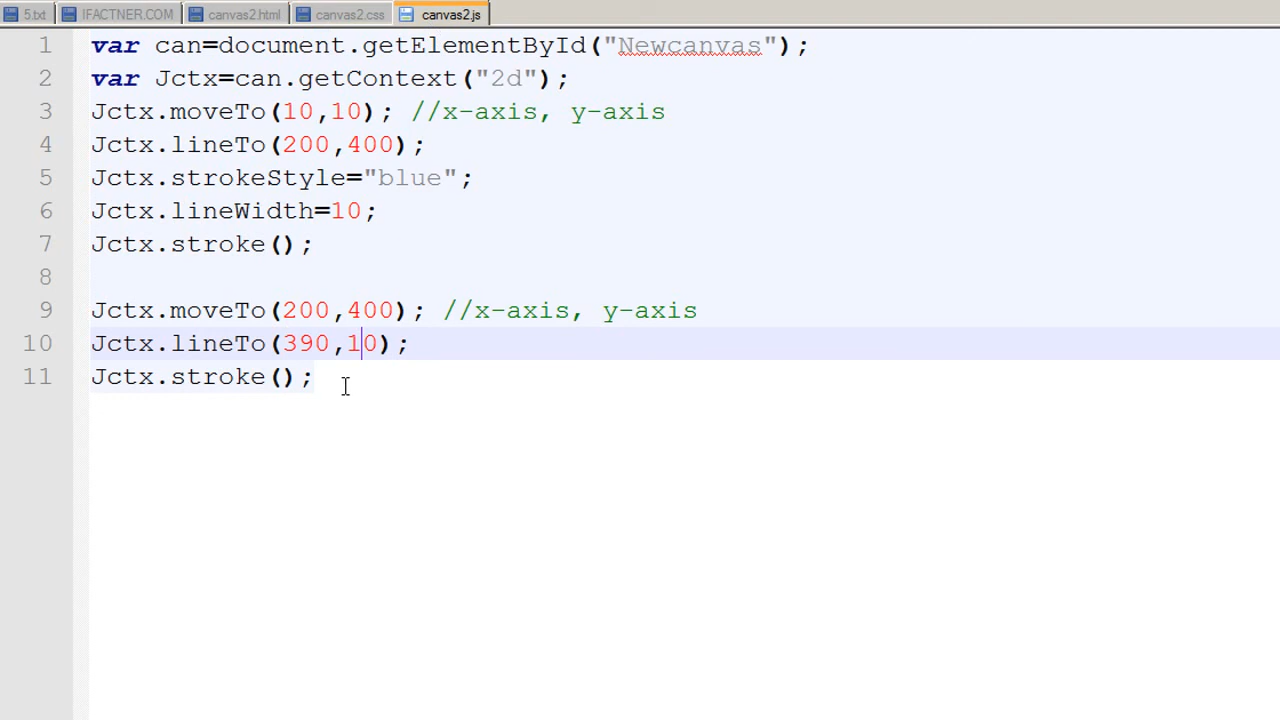 5.txt IFACTNER.COM canvas2.html canvas2.css canvas2.js
1 var can=document.getElementById("Newcanvas");
2 var Jctx=can.getContext("2d");
3 Jctx.moveTo(10,10); //x-axis, y-axis
4 Jctx.lineTo(200,400);
5 Jctx.strokeStyle="blue";
6 Jctx.lineWidth=10;
7 Jctx.stroke();
8
9 Jctx.moveTo(200,400); //x-axis, y-axis
10 Jctx.lineTo(390,10);
11 Jctx.stroke();